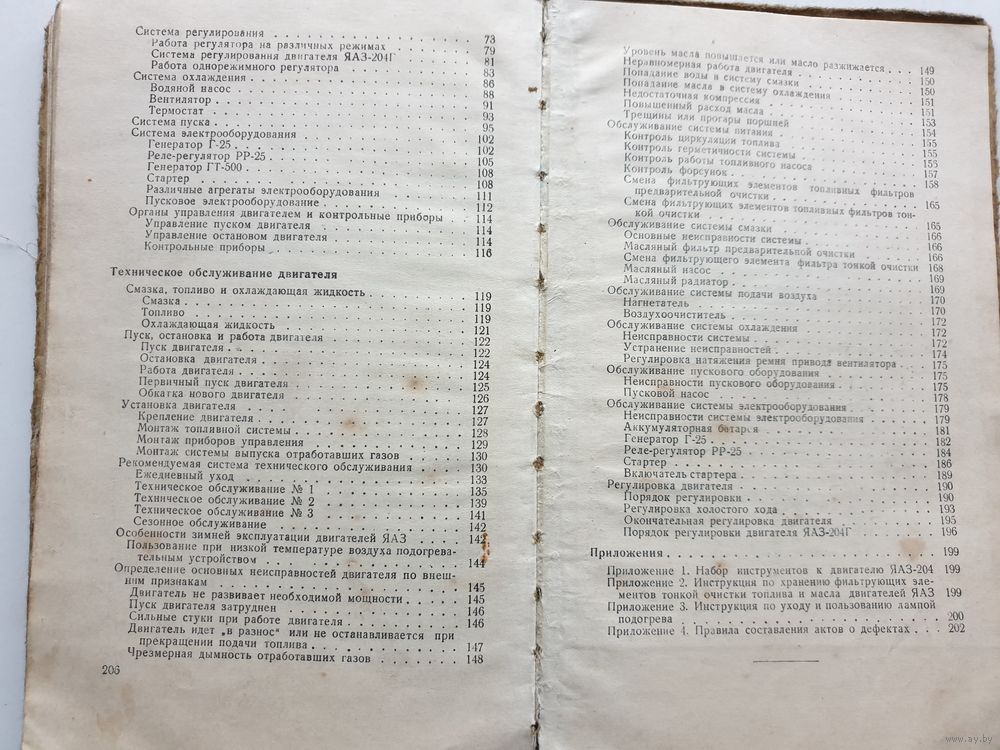 Система регулирования . . . 73
Работа регулятора на различных режимах . . . 79
Система регулирования двигателя ЯАЗ-204Г . . . 81
Работа однорежимного регулятора . . . 83
Система охлаждения . . . 86
Водяной насос . . . 88
Вентилятор . . . 91
Термостат . . . 93
Система пуска . . . 95
Система электрооборудования . . . 102
Генератор Г-25 . . . 102
Реле-регулятор РР-25 . . . 105
Генератор ГТ-500 . . . 108
Стартер . . . 108
Различные агрегаты электрооборудования . . . 111
Пусковое электрооборудование . . . 112
Органы управления двигателем и контрольные приборы . . . 114
Управление пуском двигателя . . . 114
Управление остановом двигателя . . . 114
Контрольные приборы . . . 116
Техническое обслуживание двигателя
Смазка, топливо и охлаждающая жидкость . . . 119
Смазка . . . 119
Топливо . . . 119
Охлаждающая жидкость . . . 121
Пуск, остановка и работа двигателя . . . 122
Пуск двигателя . . . 122
Остановка двигателя . . . 124
Работа двигателя . . . 124
Первичный пуск двигателя . . . 125
Обкатка нового двигателя . . . 126
Установка двигателя . . . 127
Крепление двигателя . . . 127
Монтаж топливной системы . . . 128
Монтаж приборов управления . . . 129
Монтаж системы выпуска отработавших газов . . . 130
Рекомендуемая система технического обслуживания . . . 130
Ежедневный уход . . . 133
Техническое обслуживание № 1 . . . 135
Техническое обслуживание № 2 . . . 139
Техническое обслуживание № 3 . . . 141
Сезонное обслуживание . . . 142
Особенности зимней эксплуатации двигателей ЯАЗ . . . 142
Пользование при низкой температуре воздуха подогрева-
тельным устройством . . . 144
Определение основных неисправностей двигателя по внеш-
ним признакам . . . 145
Двигатель не развивает необходимой мощности . . . 145
Пуск двигателя затруднен . . . 146
Сильные стуки при работе двигателя . . . 146
Двигатель идет „в разнос“ или не останавливается при
прекращении подачи топлива . . . 147
Чрезмерная дымность отработавших газов . . . 148
206
Уровень масла повышается или масло разжижается . . . 149
Неравномерная работа двигателя . . . 150
Попадание воды в систему смазки . . . 150
Попадание масла в систему охлаждения . . . 151
Недостаточная компрессия . . . 151
Повышенный расход масла . . . 153
Трещины или прогары поршней . . . 154
Обслуживание системы питания . . . 155
Контроль циркуляции топлива . . . 155
Контроль герметичности системы . . . 156
Контроль работы топливного насоса . . . 157
Контроль форсунок . . . 158
Смена фильтрующих элементов топливных фильтров
предварительной очистки . . . 165
Смена фильтрующих элементов топливных фильтров тон-
кой очистки . . . 165
Обслуживание системы смазки . . . 166
Основные неисправности системы . . . 166
Масляный фильтр предварительной очистки . . . 166
Смена фильтрующего элемента фильтра тонкой очистки 168
Масляный насос . . . 169
Масляный радиатор . . . 169
Обслуживание системы подачи воздуха . . . 170
Нагнетатель . . . 170
Воздухоочиститель . . . 172
Обслуживание системы охлаждения . . . 172
Неисправности системы . . . 174
Устранение неисправностей . . . 175
Регулировка натяжения ремня привода вентилятора . . . 175
Обслуживание пускового оборудования . . . 175
Неисправности пускового оборудования . . . 178
Пусковой насос . . . 179
Обслуживание системы электрооборудования . . . 179
Неисправности системы электрооборудования . . . 181
Аккумуляторная батарея . . . 182
Генератор Г-25 . . . 184
Реле-регулятор РР-25 . . . 186
Стартер . . . 189
Включатель стартера . . . 190
Регулировка двигателя . . . 190
Порядок регулировки . . . 193
Регулировка холостого хода . . . 195
Окончательная регулировка двигателя . . . 196
Порядок регулировки двигателя ЯАЗ-204Г
Приложения . . . 199
Приложение 1. Набор инструментов к двигателю ЯАЗ-204 199
Приложение 2. Инструкция по хранению фильтрующих эле-
ментов тонкой очистки топлива и масла двигателей ЯАЗ 199
Приложение 3. Инструкция по уходу и пользованию лампой
подогрева . . . 200
Приложение 4. Правила составления актов о дефектах . . . 202
www.ay.by